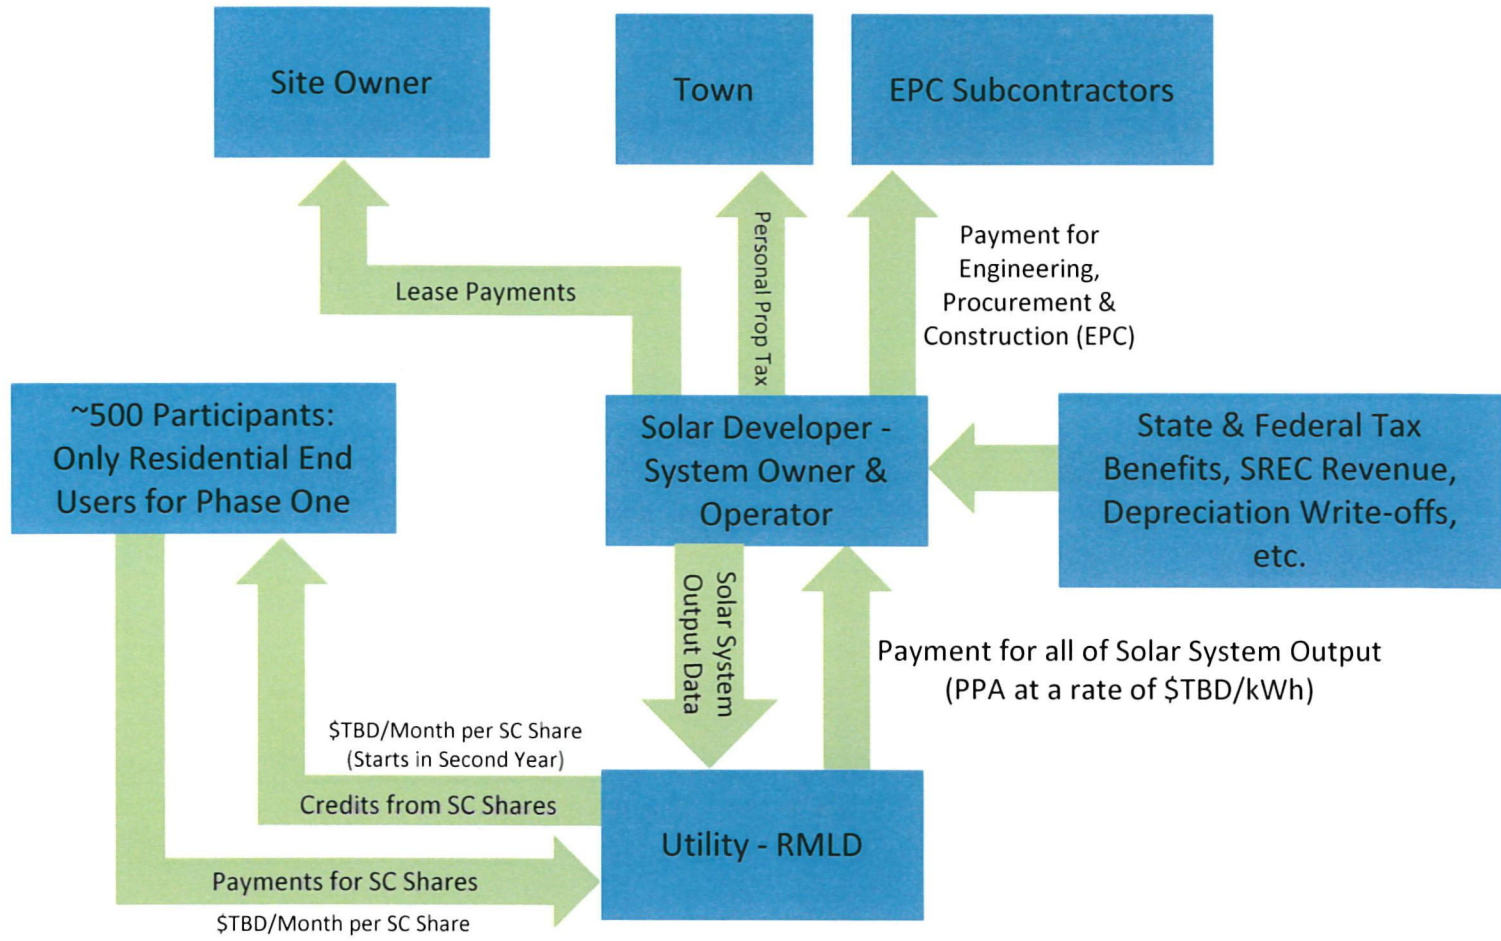 Site Owner
Town
EPC Subcontractors
Personal Prop Tax
Payment for
Engineering,
Procurement &
Construction (EPC)
Lease Payments
~500 Participants:
Only Residential End
Users for Phase One
Solar Developer -
System Owner &
Operator
State & Federal Tax
Benefits, SREC Revenue,
Depreciation Write-offs,
etc.
Solar System
Output Data
Payment for all of Solar System Output
(PPA at a rate of $TBD/kWh)
$TBD/Month per SC Share
(Starts in Second Year)
Credits from SC Shares
Utility - RMLD
Payments for SC Shares
$TBD/Month per SC Share